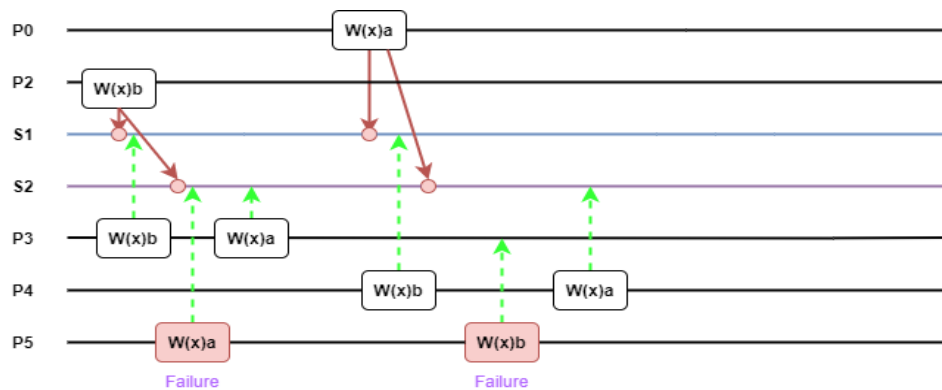 P0
W(x)a
P2
W(x)b
S1
S2
P3
W(x)b
W(x)a
P4
W(x)b
W(x)a
P5
W(x)a
W(x)b
Failure
Failure